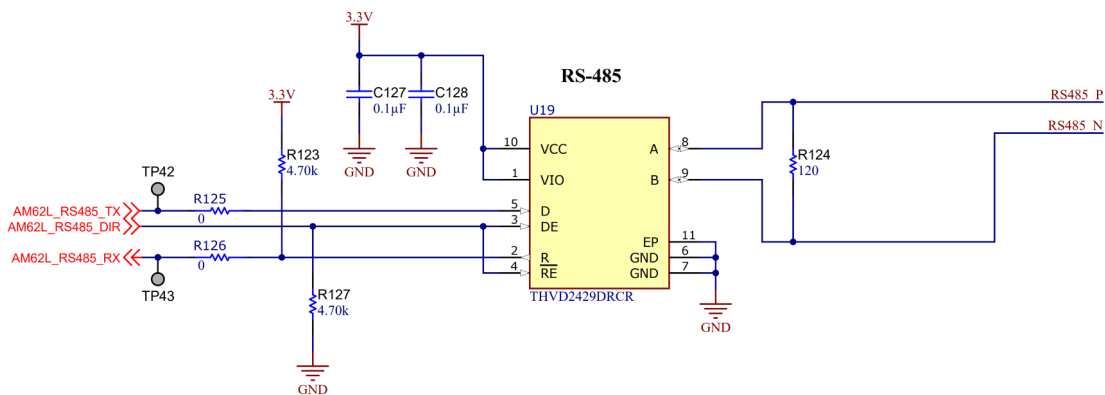 3.3V
RS-485
C127
0.1µF
C128
0.1µF
GND
GND
3.3V
R123
4.70k
U19
10
VCC
1
VIO
5
D
3
DE
2
R
4
RE
A
8
B
9
EP
11
GND
6
GND
7
THVD2429DRCR
GND
RS485_P
RS485_N
R124
120
TP42
AM62L_RS485_TX
R125
0
AM62L_RS485_DIR
AM62L_RS485_RX
R126
0
TP43
R127
4.70k
GND